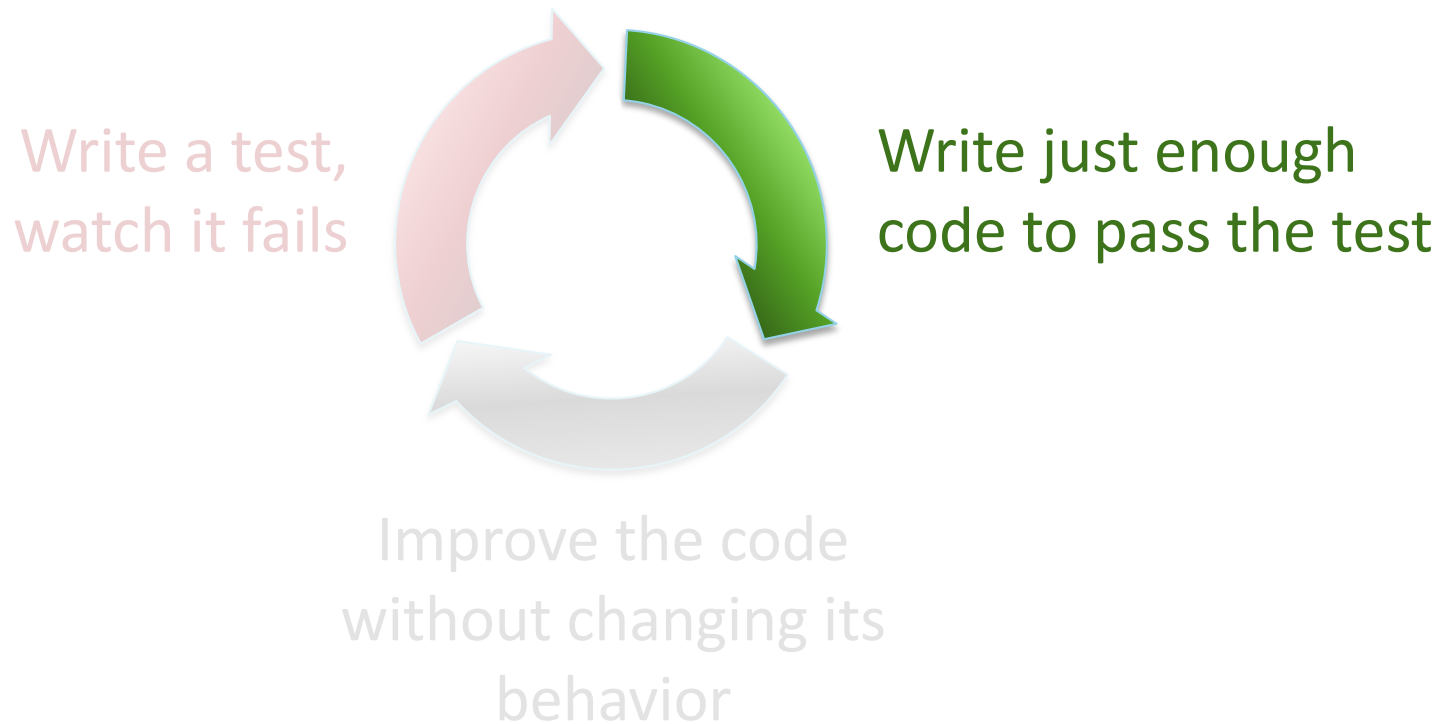 Write a test,
watch it fails
Write just enough
code to pass the test
Improve the code
without changing its
behavior